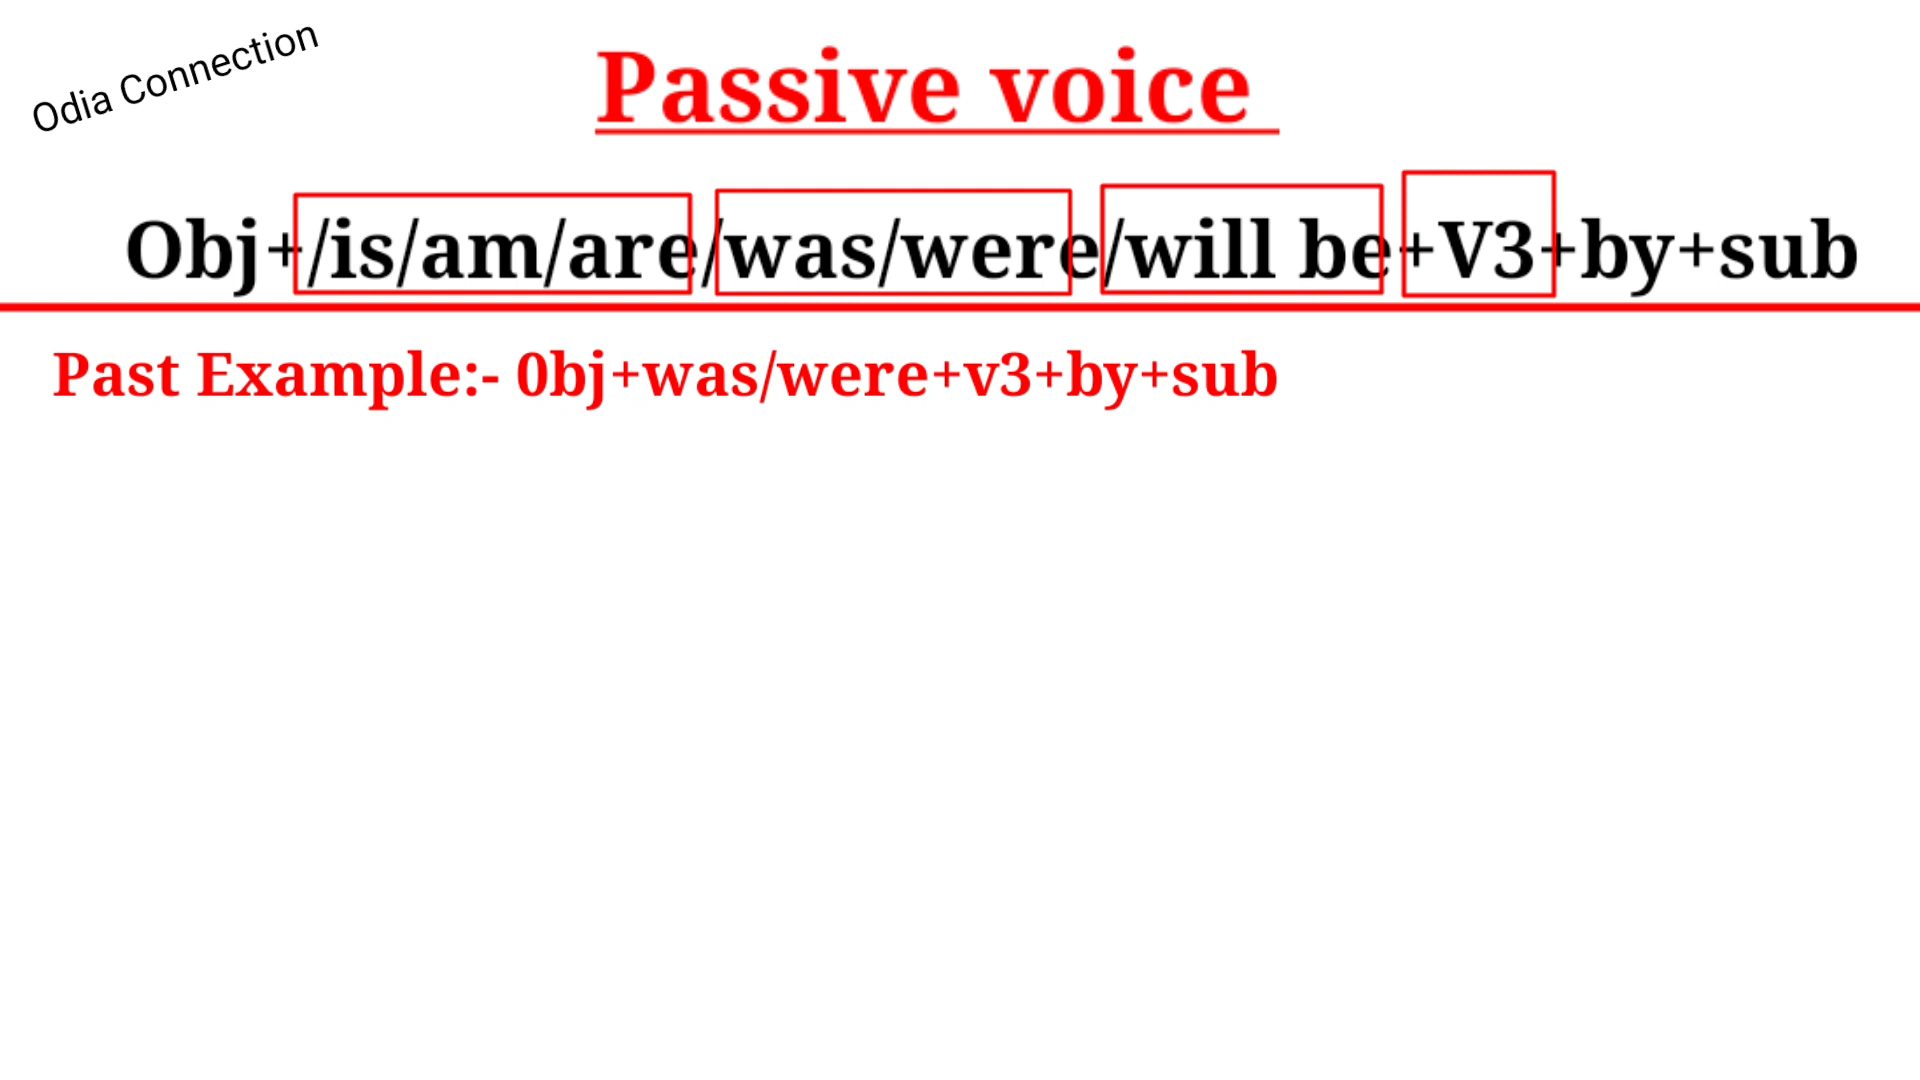 Odia Connection
Passive voice
Obj+/is/am/are/was/were/will be+V3+by+sub
Past Example:- 0bj+was/were+v3+by+sub